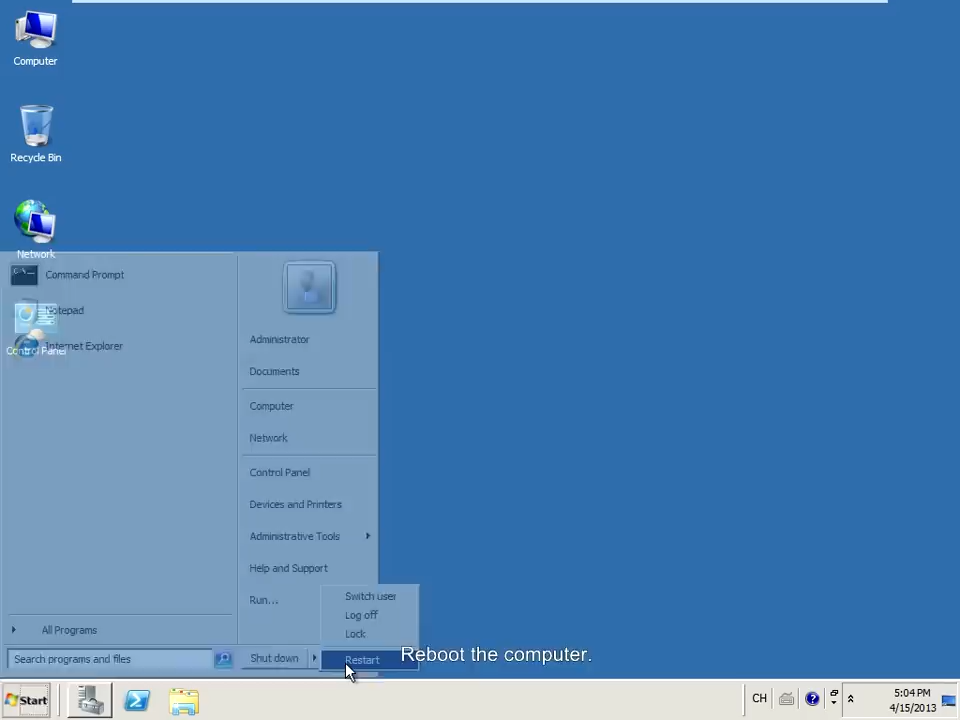 Computer
Recycle Bin
Network
Command Prompt
Notepad
Internet Explorer
Control Panel
Administrator
Documents
Computer
Network
Control Panel
Devices and Printers
Administrative Tools
Help and Support
Run...
Switch user
Log off
Lock
Restart
All Programs
Search programs and files
Shut down
Reboot the computer.
Start
CH
5:04 PM
4/15/2013